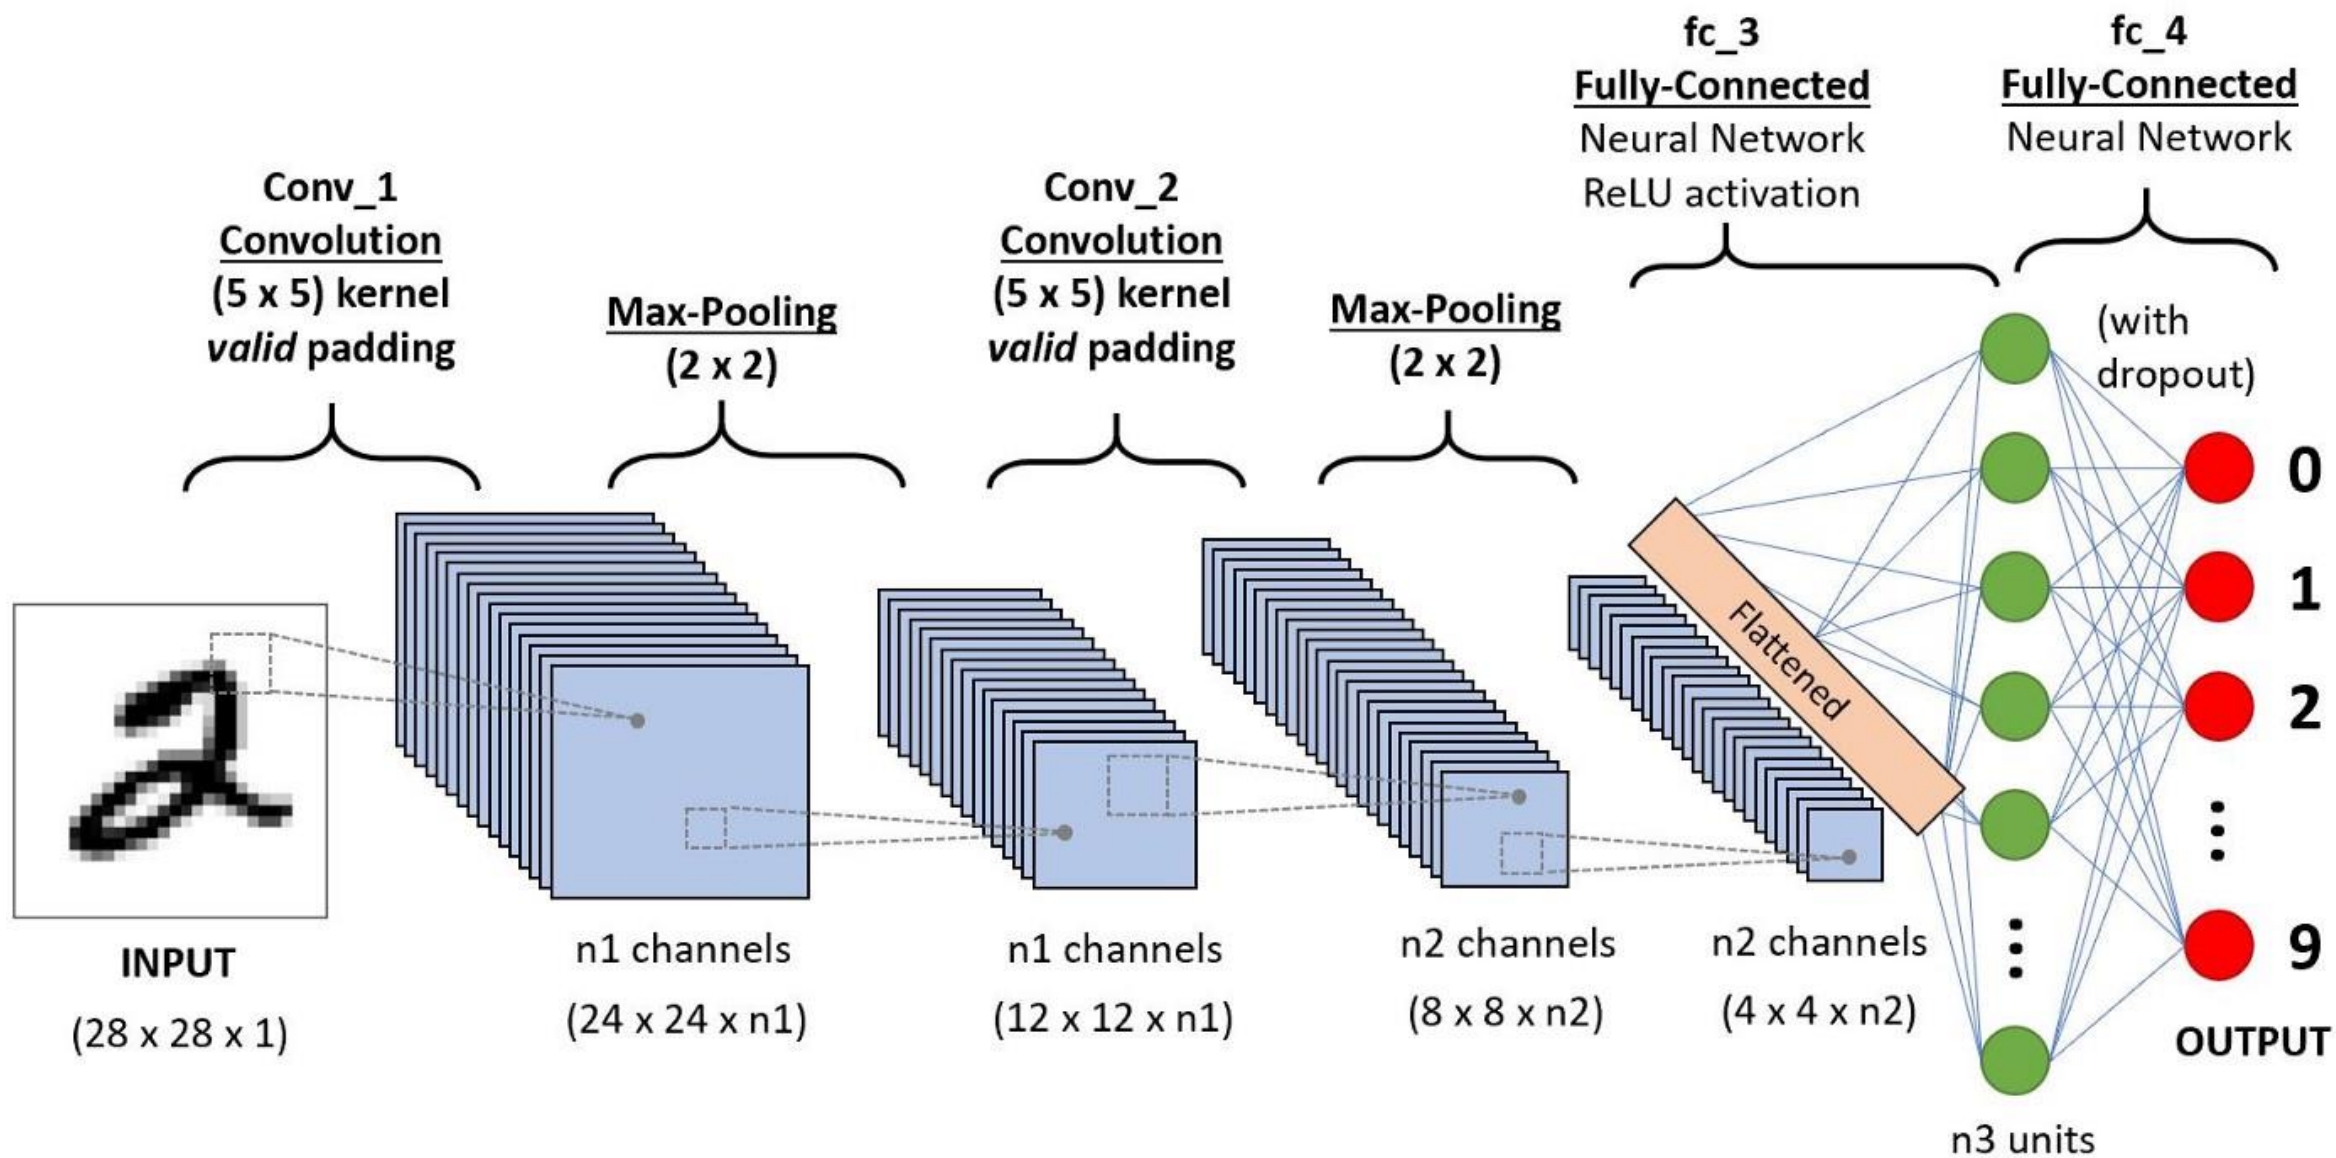 Conv_1
Convolution
(5 x 5) kernel
valid padding
Max-Pooling
(2 x 2)
Conv_2
Convolution
(5 x 5) kernel
valid padding
Max-Pooling
(2 x 2)
fc_3
Fully-Connected
Neural Network
ReLU activation
fc_4
Fully-Connected
Neural Network
(with
dropout)
Flattened
0
1
2
9
INPUT
(28 x 28 x 1)
n1 channels
(24 x 24 x n1)
n1 channels
(12 x 12 x n1)
n2 channels
(8 x 8 x n2)
n2 channels
(4 x 4 x n2)
OUTPUT
n3 units